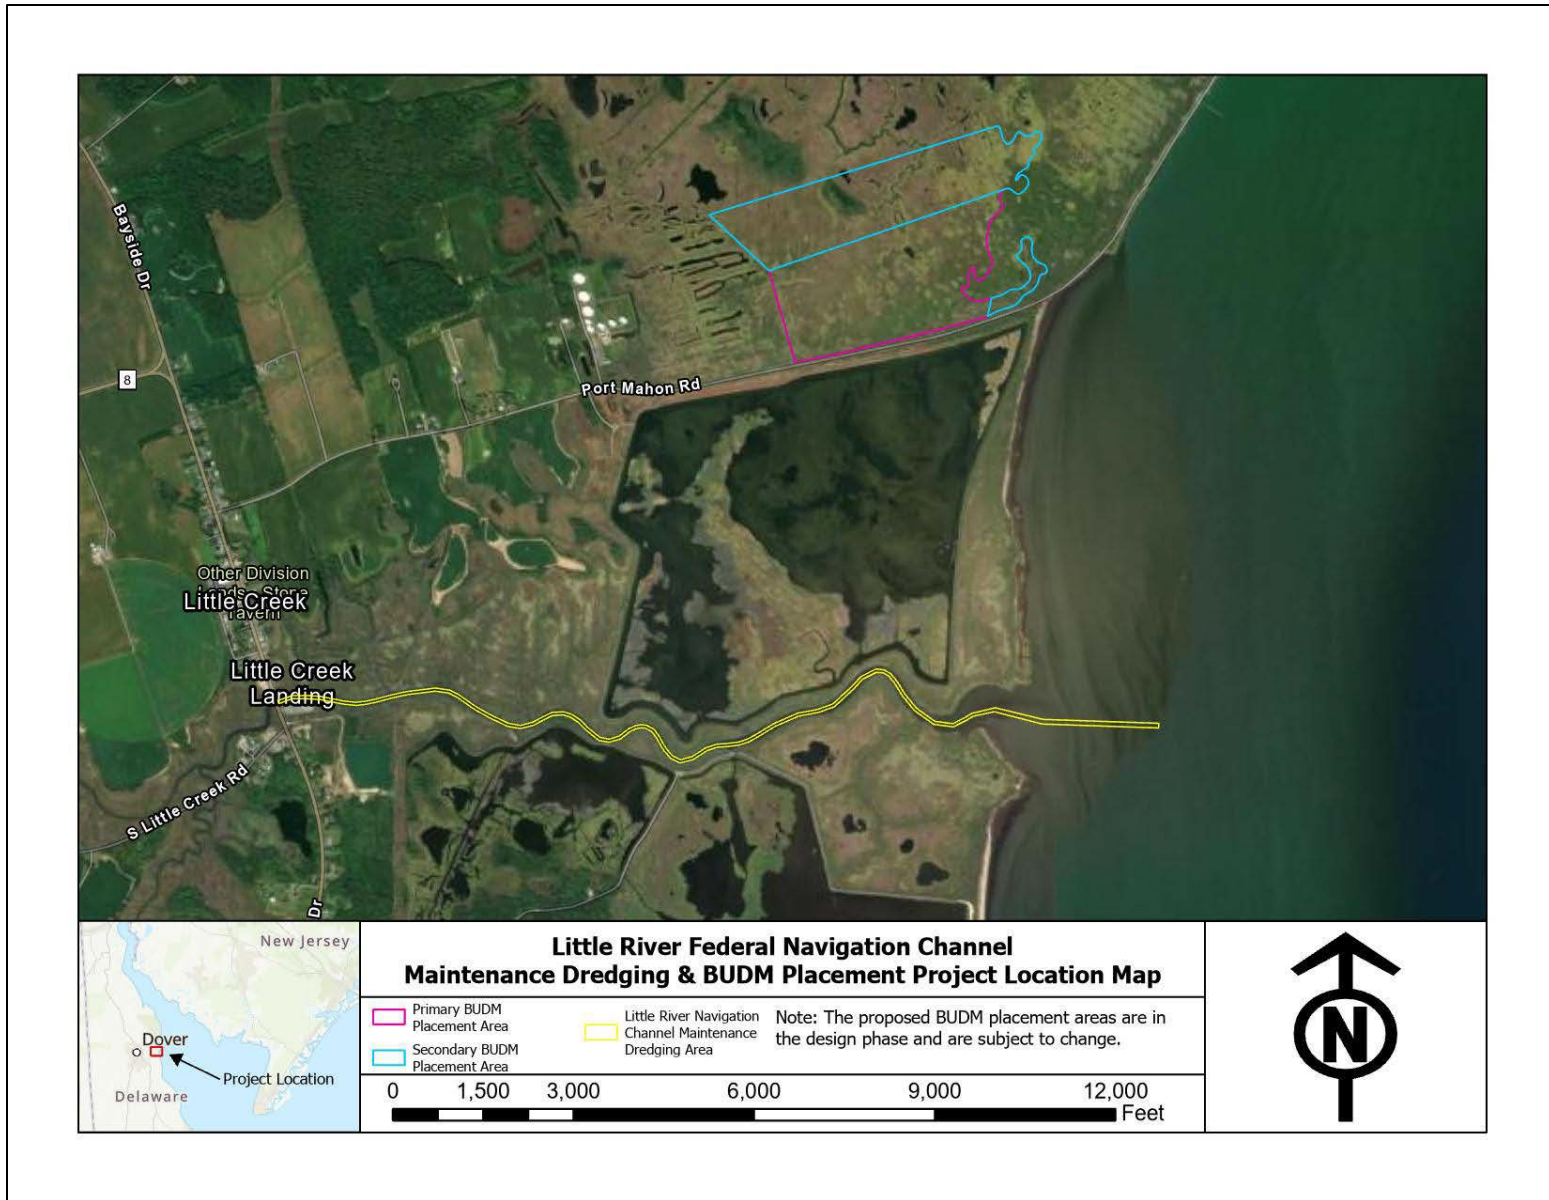 Bayside Dr
8
Port Mahon Rd
Other Division
Lands - Stone
Tavern
Little Creek
Little Creek
Landing
S Little Creek Rd
Dr
New Jersey
Dover
Project Location
Delaware
Little River Federal Navigation Channel
Maintenance Dredging & BUDM Placement Project Location Map
Primary BUDM
Placement Area
Secondary BUDM
Placement Area
Little River Navigation
Channel Maintenance
Dredging Area
Note: The proposed BUDM placement areas are in
the design phase and are subject to change.
0 1,500 3,000 6,000 9,000 12,000
Feet
N